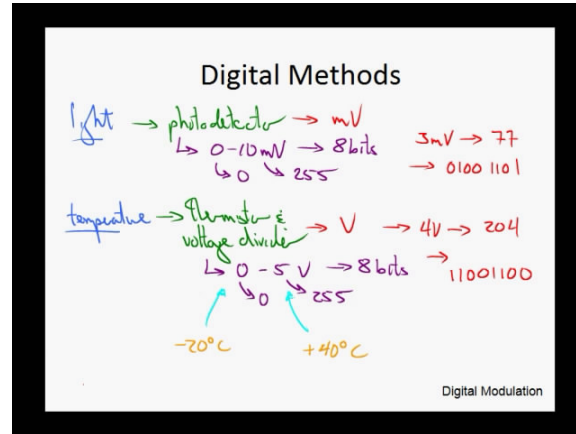 Digital Methods
light → photodetector → mV
↳ 0-10mV → 8bits
↳ 0 ↘ 255
3mV → 77
→ 0100 1101
temperature → thermistor &
voltage divider → V → 4V → 204
→ 11001100
↳ 0 - 5 V → 8bits
↘ 0 ↘ 255
-20°C +40°C
Digital Modulation